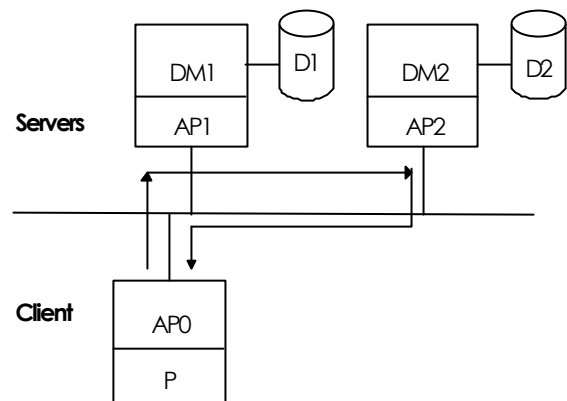 DM1
D1
DM2
D2
Servers
AP1
AP2
Client
AP0
P